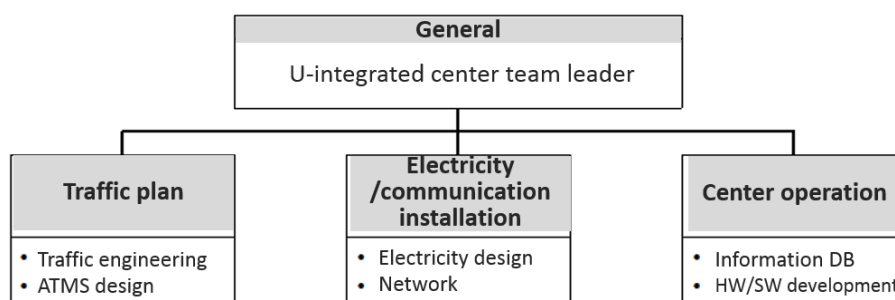 General
U-integrated center team leader
Traffic plan
• Traffic engineering
• ATMS design
Electricity
/communication
installation
• Electricity design
• Network
Center operation
• Information DB
• HW/SW development